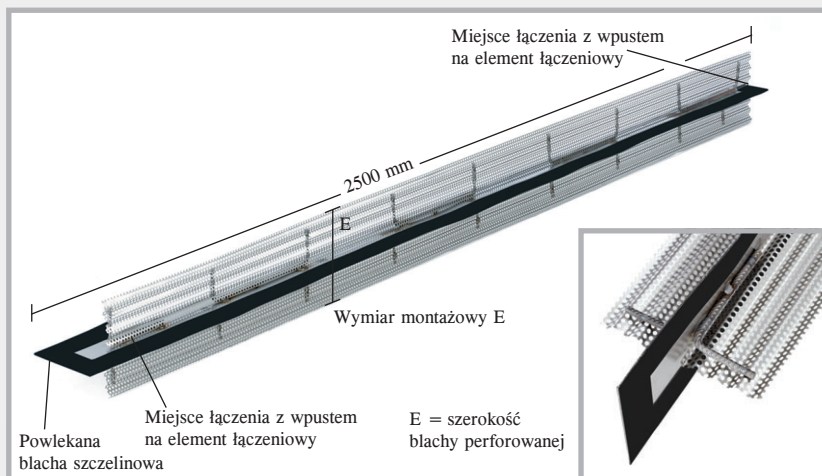 Miejsce łączenia z wpustem
na element łączeniowy
2500 mm
E
Wymiar montażowy E
Miejsce łączenia z wpustem
na element łączeniowy
E = szerokość
blachy perforowanej
Powlekana
blacha szczelinowa